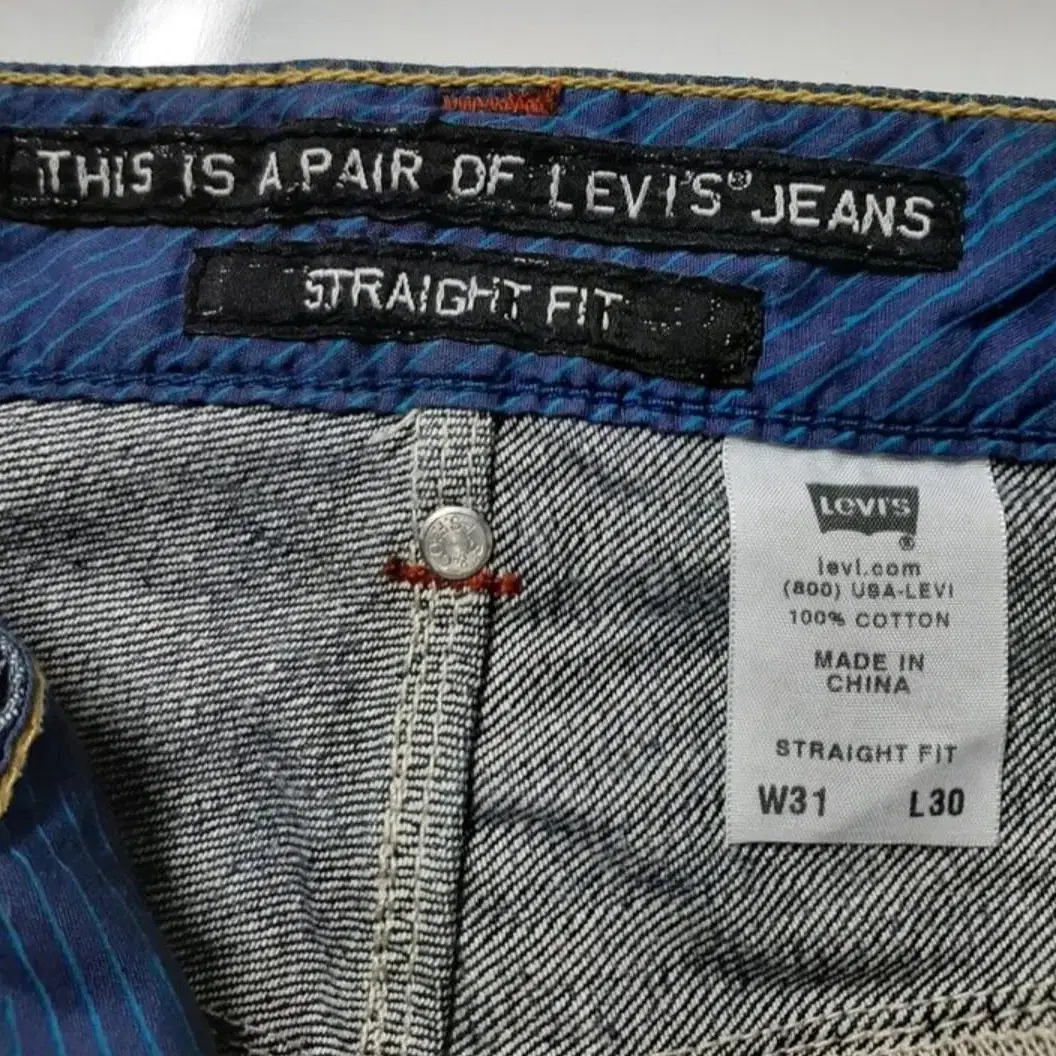 THIS IS A PAIR OF LEVI'S® JEANS
STRAIGHT FIT
LEVI'S
®
levi.com
(800) USA-LEVI
100% COTTON
MADE IN
CHINA
STRAIGHT FIT
W31 L30